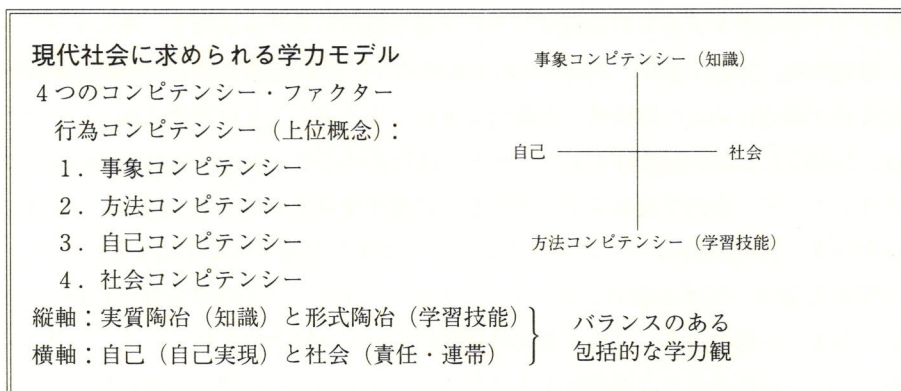 現代社会に求められる学力モデル
4つのコンピテンシー・ファクター
行為コンピテンシー（上位概念）：
1．事象コンピテンシー
2．方法コンピテンシー
3．自己コンピテンシー
4．社会コンピテンシー
事象コンピテンシー（知識）
自己
社会
方法コンピテンシー（学習技能）
縦軸：実質陶冶（知識）と形式陶冶（学習技能）
横軸：自己（自己実現）と社会（責任・連帯）
バランスのある
包括的な学力観